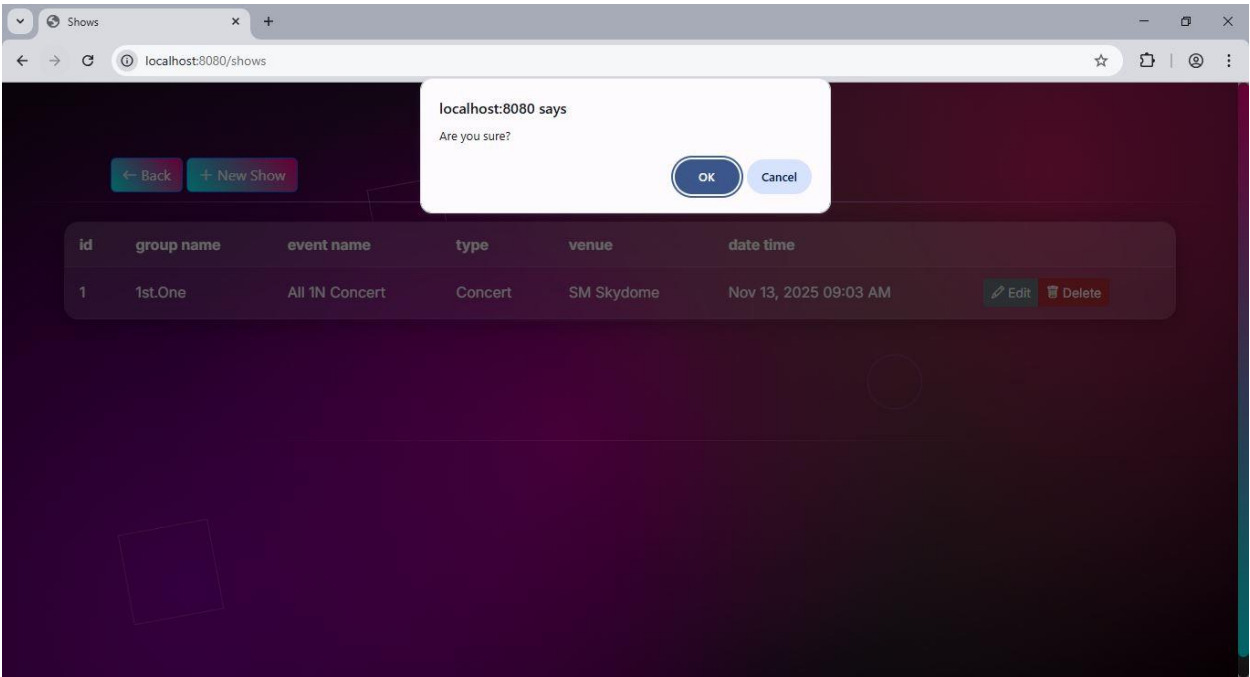 Shows
localhost:8080/shows
localhost:8080 says
Are you sure?
OK Cancel
← Back + New Show
id group name event name type venue date time
1 1st.One All 1N Concert Concert SM Skydome Nov 13, 2025 09:03 AM Edit Delete